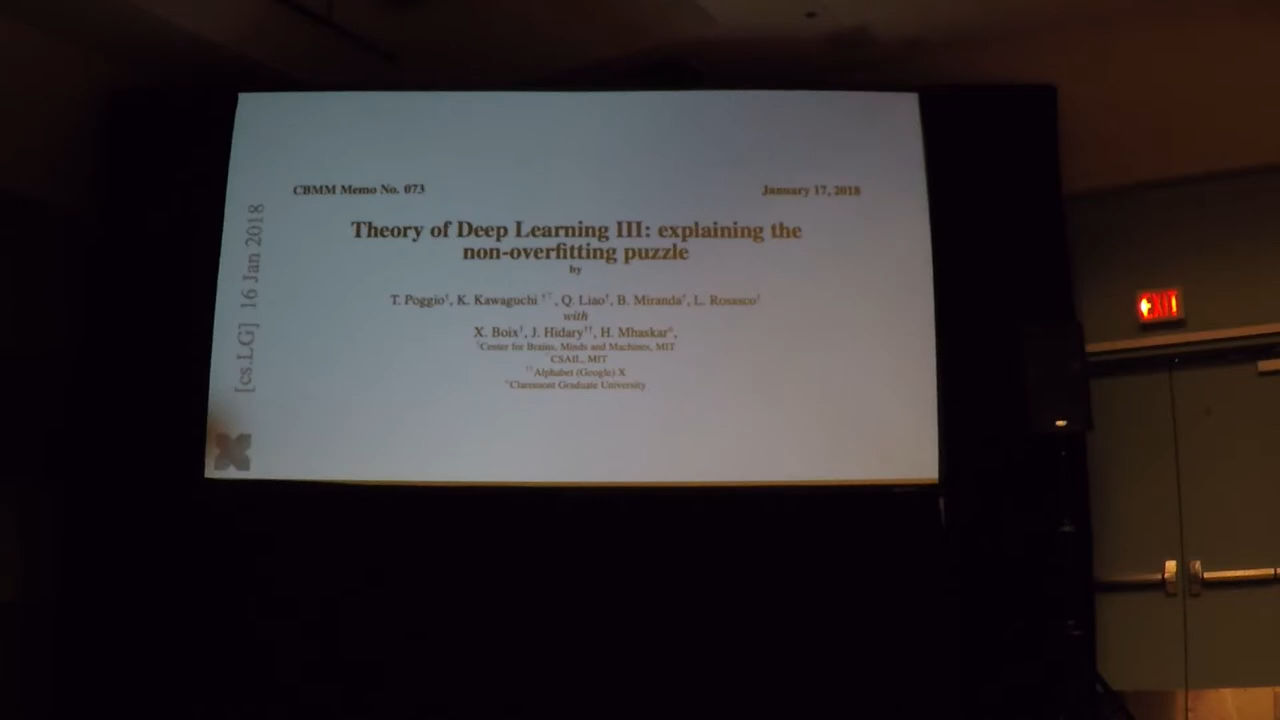 CBMM Memo No. 073
January 17, 2018
Theory of Deep Learning III: explaining the
non-overfitting puzzle
by
T. Poggio†, K. Kawaguchi ††, Q. Liao†, B. Miranda†, L. Rosasco†
with
X. Boix†, J. Hidary††, H. Mhaskar⋄,
†Center for Brains, Minds and Machines, MIT
CSAIL, MIT
††Alphabet (Google) X
⋄Claremont Graduate University
[cs.LG] 16 Jan 2018
EXIT